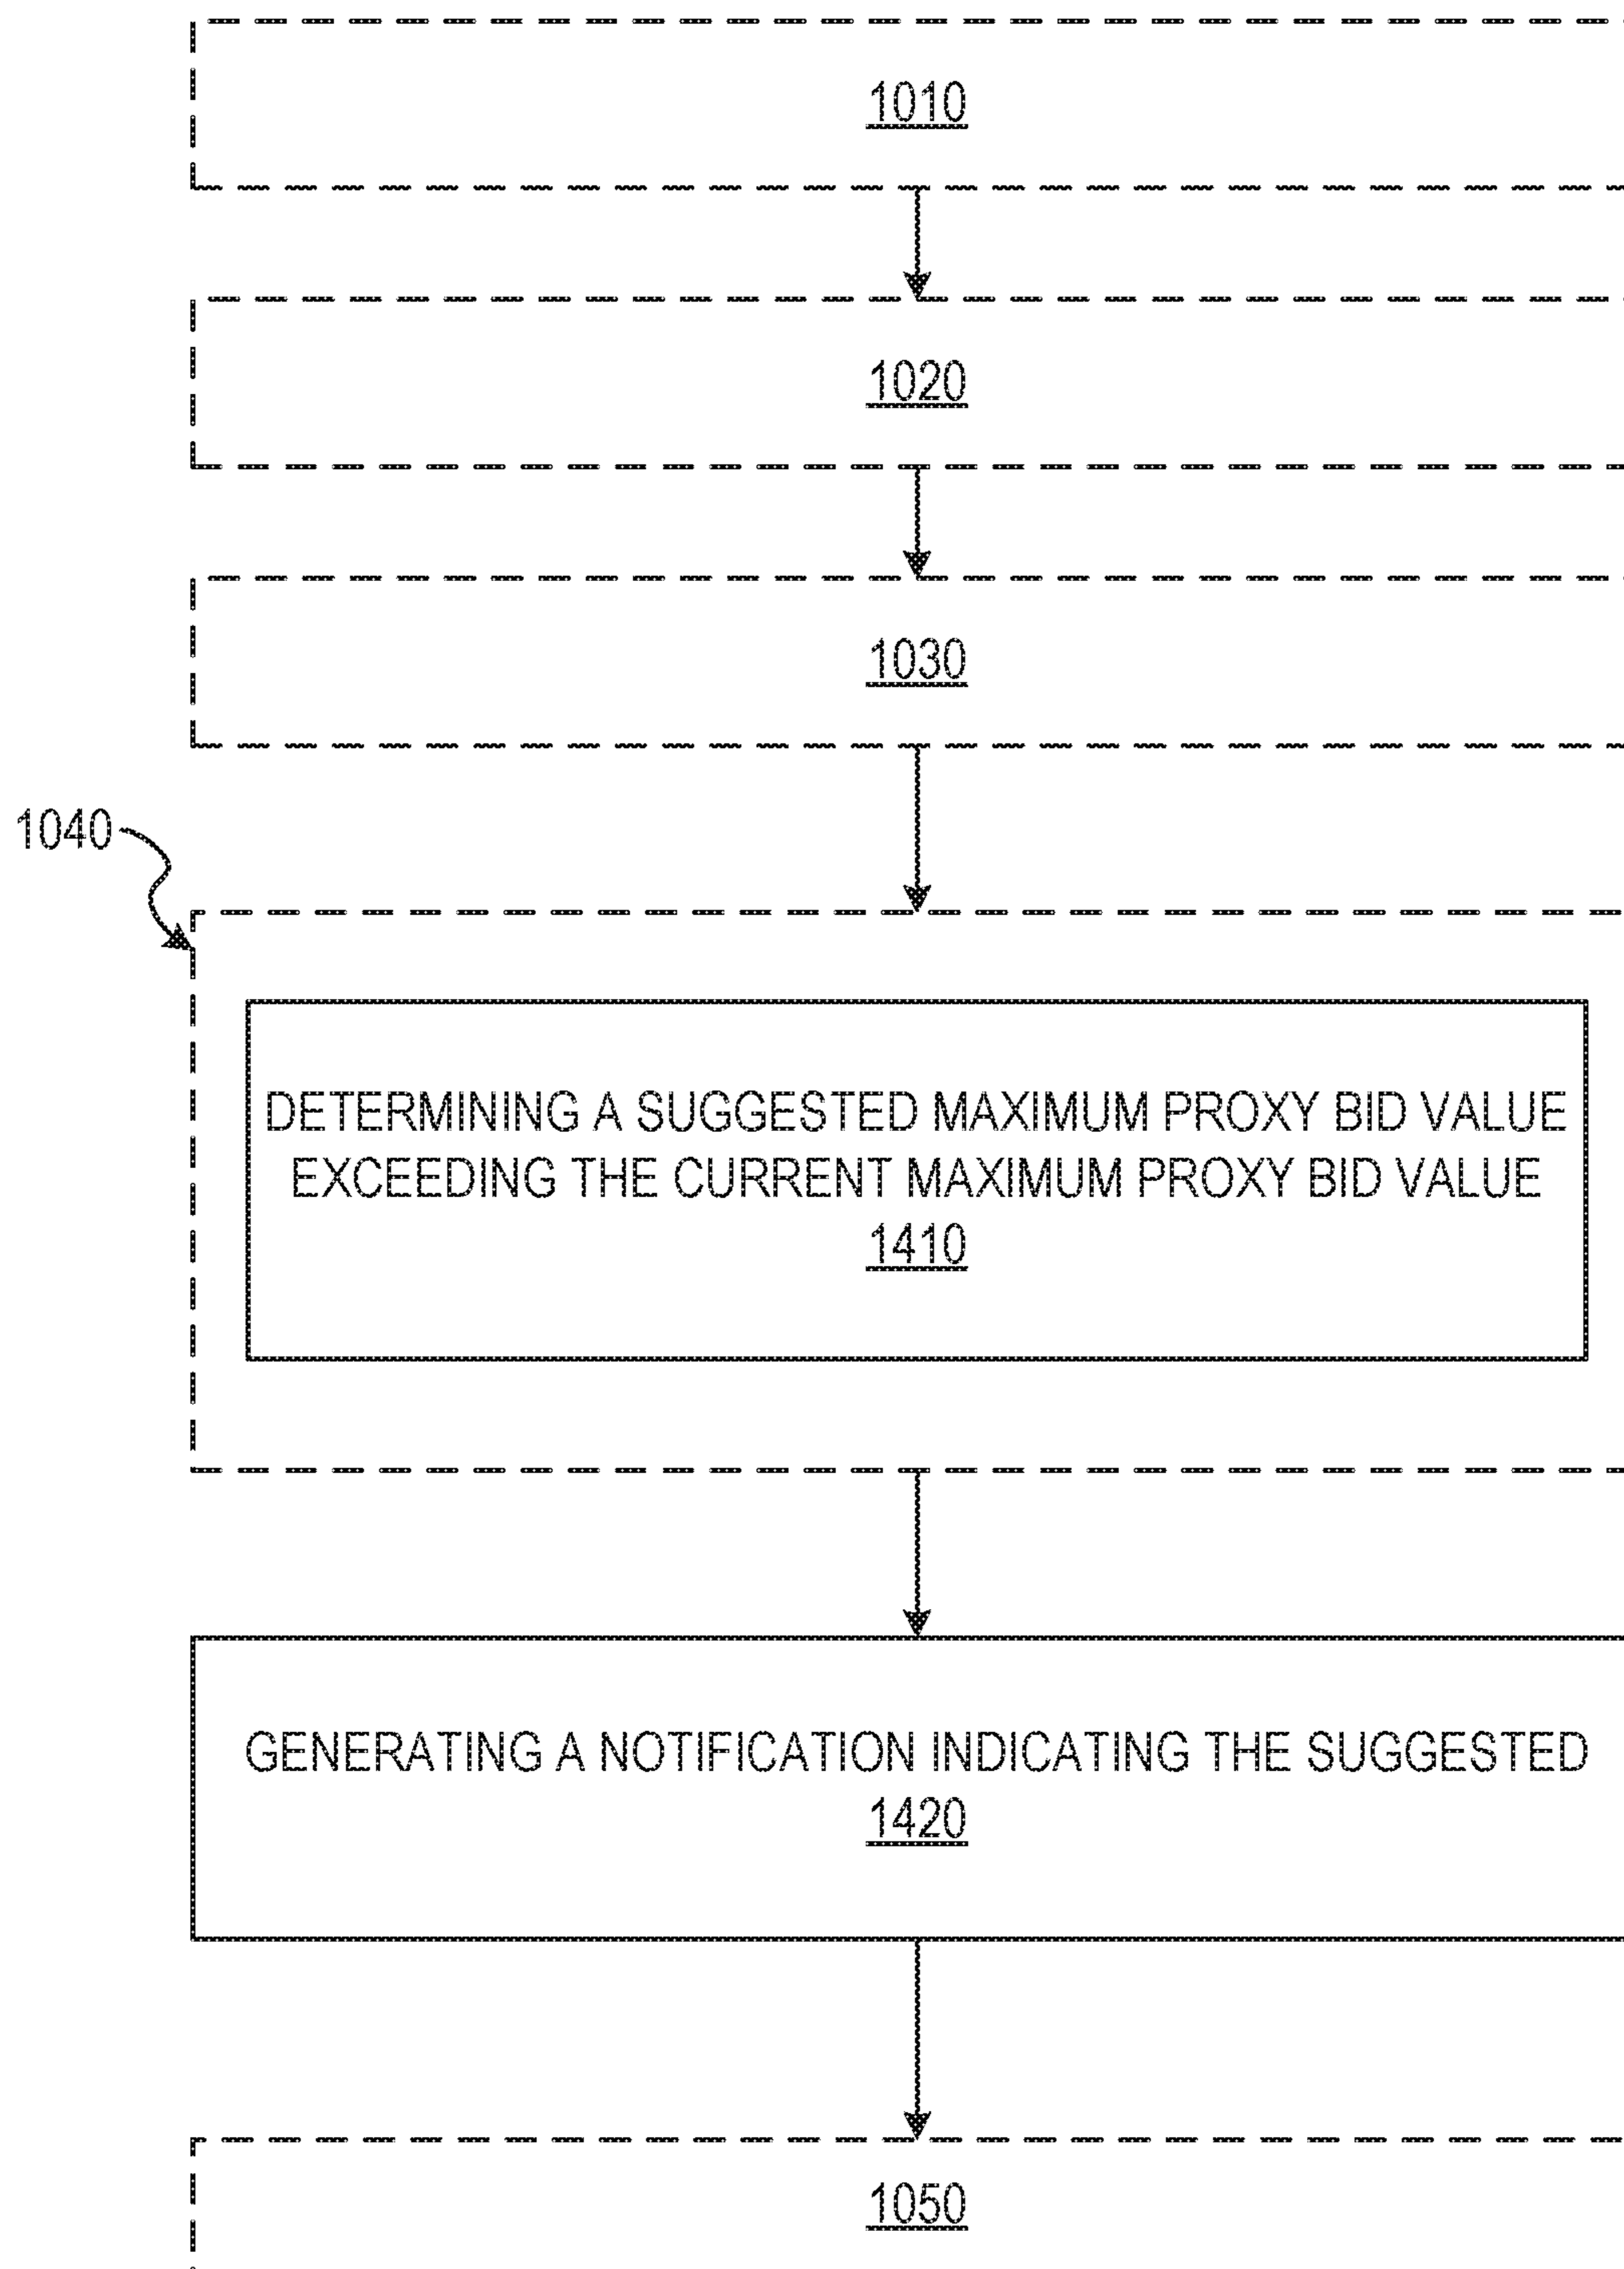 1010
1020
1030
1040
DETERMINING A SUGGESTED MAXIMUM PROXY BID VALUE
EXCEEDING THE CURRENT MAXIMUM PROXY BID VALUE
1410
GENERATING A NOTIFICATION INDICATING THE SUGGESTED
1420
1050